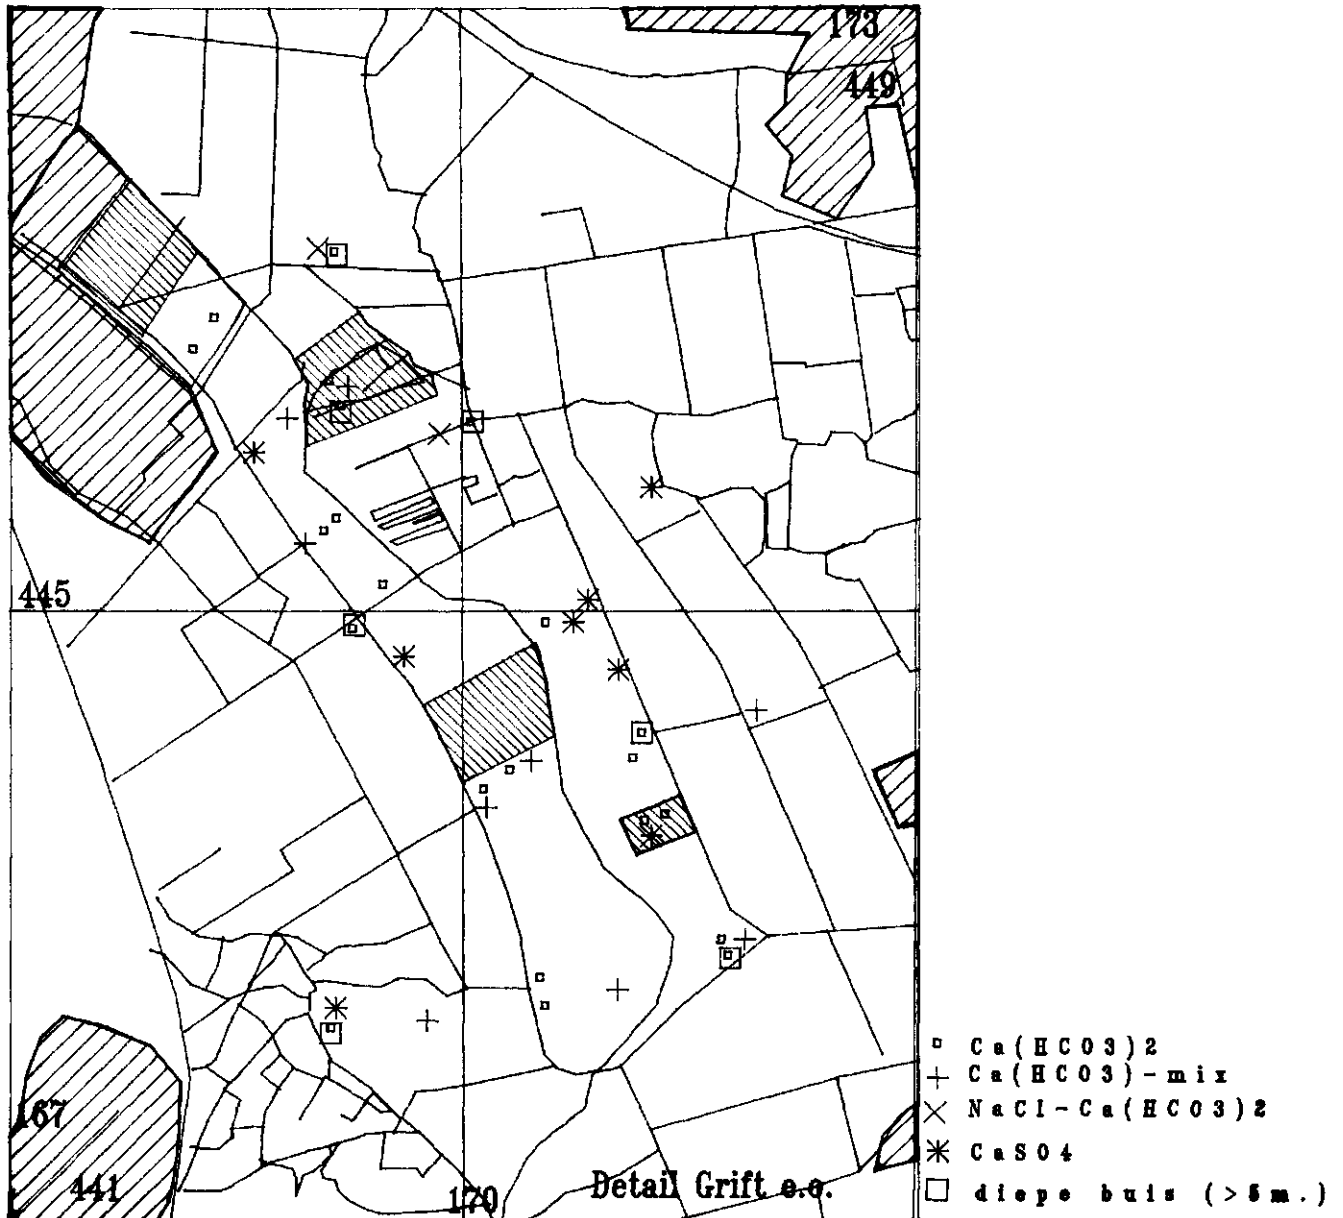 173
449
445
167
441
170
Detail Grift e.o.
Ca(HCO3)2
Ca(HCO3)-mix
NaCl-Ca(HCO3)2
CaSO4
diepe buis (>5m.)